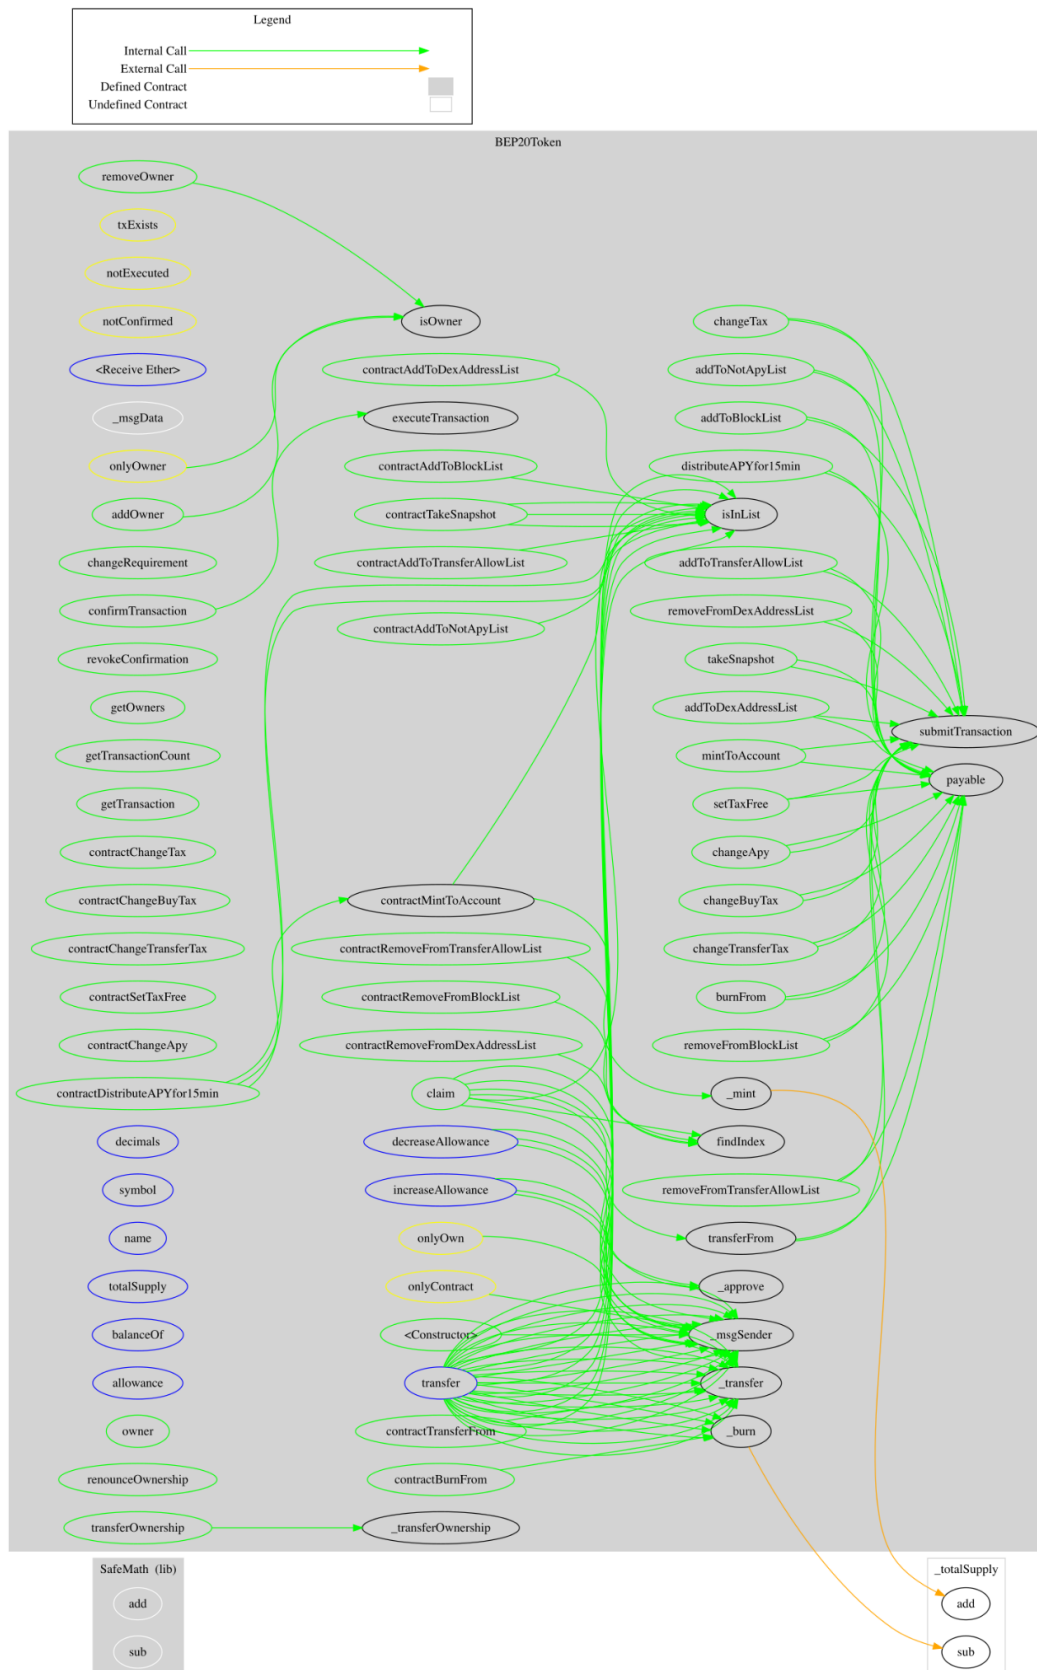 Legend
Internal Call
External Call
Defined Contract
Undefined Contract
BEP20Token
removeOwner
txExists
notExecuted
notConfirmed
<Receive Ether>
_msgData
onlyOwner
addOwner
changeRequirement
confirmTransaction
revokeConfirmation
getOwners
getTransactionCount
getTransaction
contractChangeTax
contractChangeBuyTax
contractChangeTransferTax
contractSetTaxFree
contractChangeApy
contractDistributeAPYfor15min
decimals
symbol
name
totalSupply
balanceOf
allowance
owner
renounceOwnership
transferOwnership
isOwner
contractAddToDexAddressList
executeTransaction
contractAddToBlockList
contractTakeSnapshot
contractAddToTransferAllowList
contractAddToNotApyList
contractMintToAccount
contractRemoveFromTransferAllowList
contractRemoveFromBlockList
contractRemoveFromDexAddressList
claim
decreaseAllowance
increaseAllowance
onlyOwn
onlyContract
<Constructor>
transfer
contractTransferFrom
contractBurnFrom
_transferOwnership
changeTax
addToNotApyList
addToBlockList
distributeAPYfor15min
isInList
addToTransferAllowList
removeFromDexAddressList
takeSnapshot
addToDexAddressList
mintToAccount
setTaxFree
changeApy
changeBuyTax
changeTransferTax
burnFrom
removeFromBlockList
_mint
findIndex
removeFromTransferAllowList
transferFrom
_approve
_msgSender
_transfer
_burn
submitTransaction
payable
SafeMath (lib)
add
sub
_totalSupply
add
sub